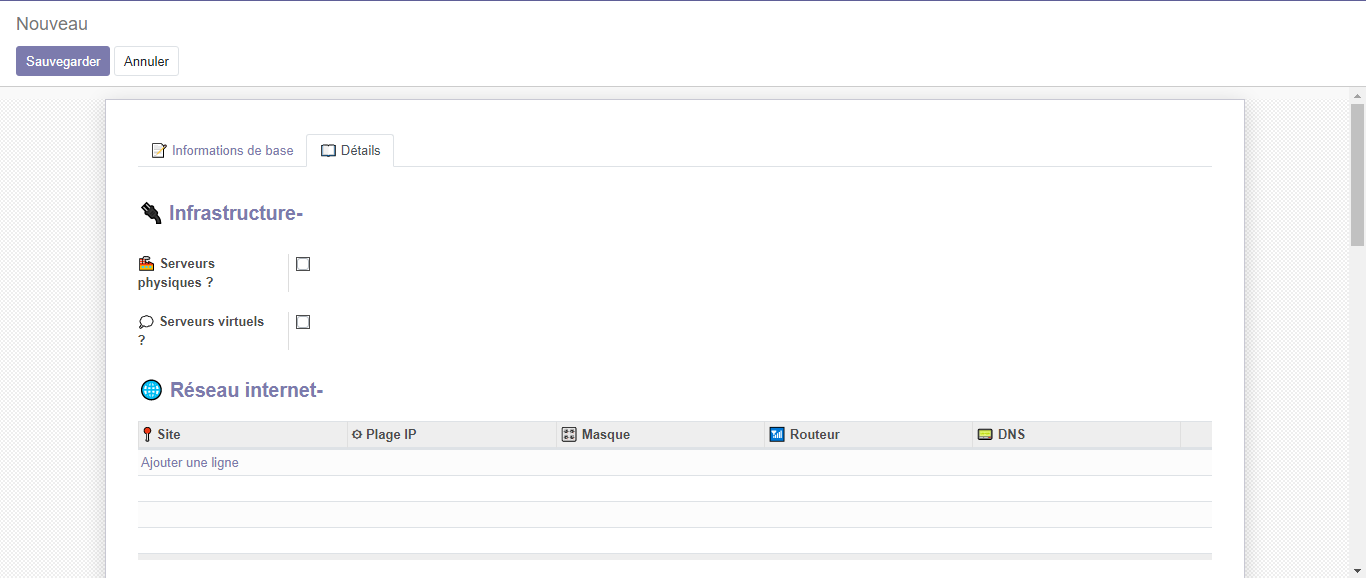 Nouveau
Sauvegarder Annuler
Informations de base Détails
Infrastructure-
Serveurs
physiques ?
Serveurs virtuels
?
Réseau internet-
Site Plage IP Masque Routeur DNS
Ajouter une ligne